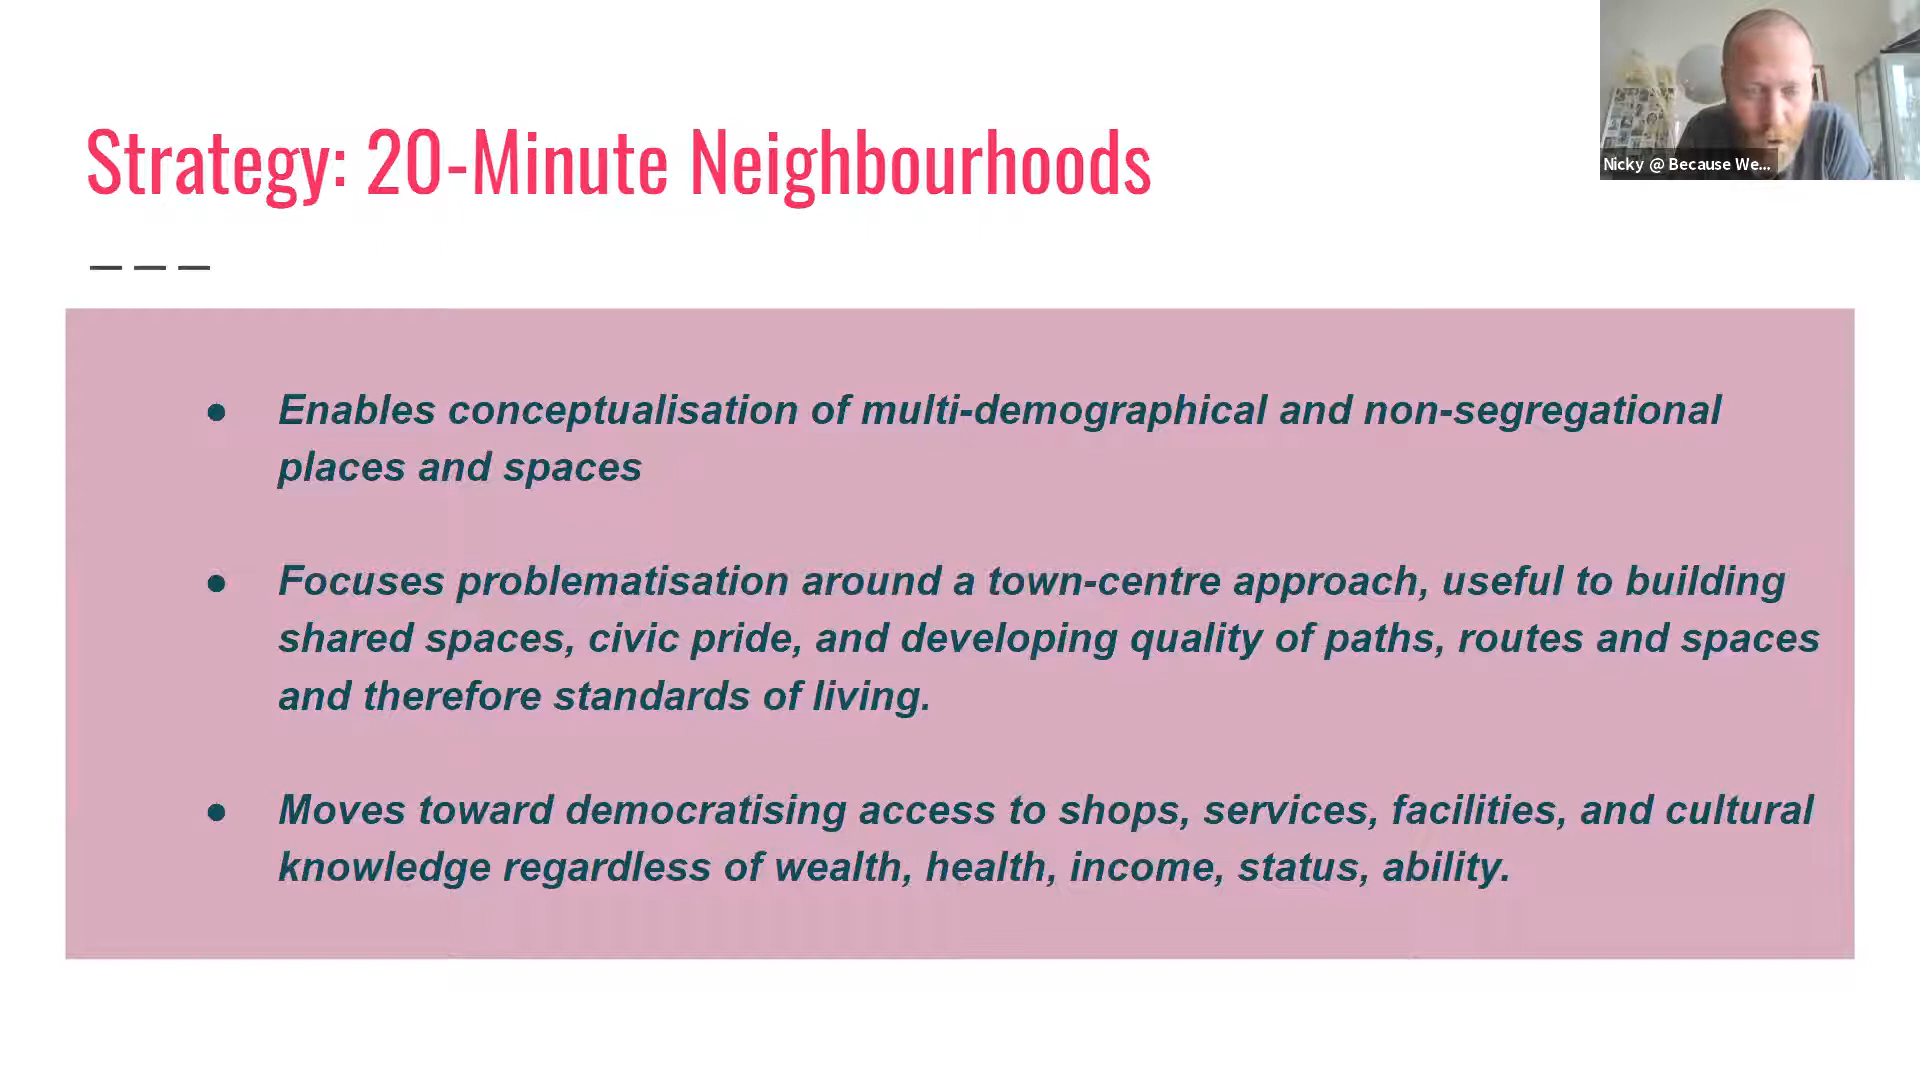 Strategy: 20-Minute Neighbourhoods
Nicky @ Because We...
● Enables conceptualisation of multi-demographical and non-segregational
places and spaces
● Focuses problematisation around a town-centre approach, useful to building
shared spaces, civic pride, and developing quality of paths, routes and spaces
and therefore standards of living.
● Moves toward democratising access to shops, services, facilities, and cultural
knowledge regardless of wealth, health, income, status, ability.